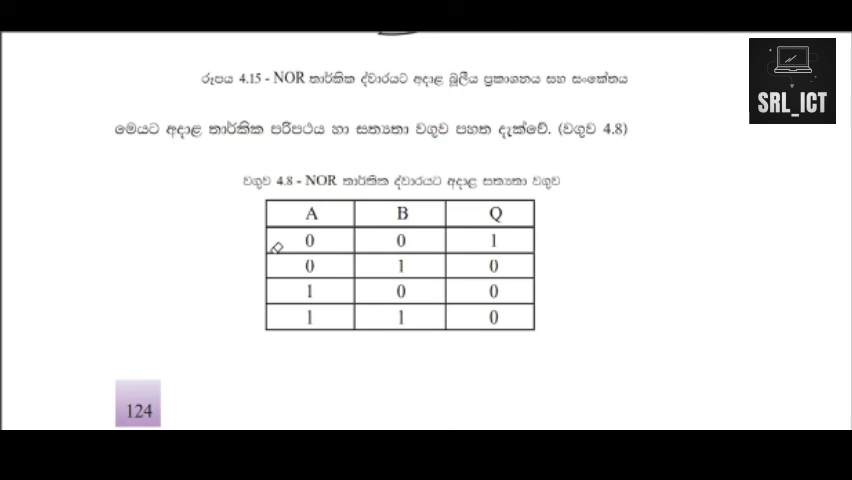 රූපය 4.15 - NOR තාර්කික ද්වාරයට අදාළ බූලීය ප්‍රකාශනය සහ සංකේතය
SRL_ICT
මෙයට අදාළ තාර්කික පරිපථය හා සත්‍යතා වගුව පහත දැක්වේ. (වගුව 4.8)
වගුව 4.8 - NOR තාර්කික ද්වාරයට අදාළ සත්‍යතා වගුව
A B Q
0 0 1
0 1 0
1 0 0
1 1 0
124